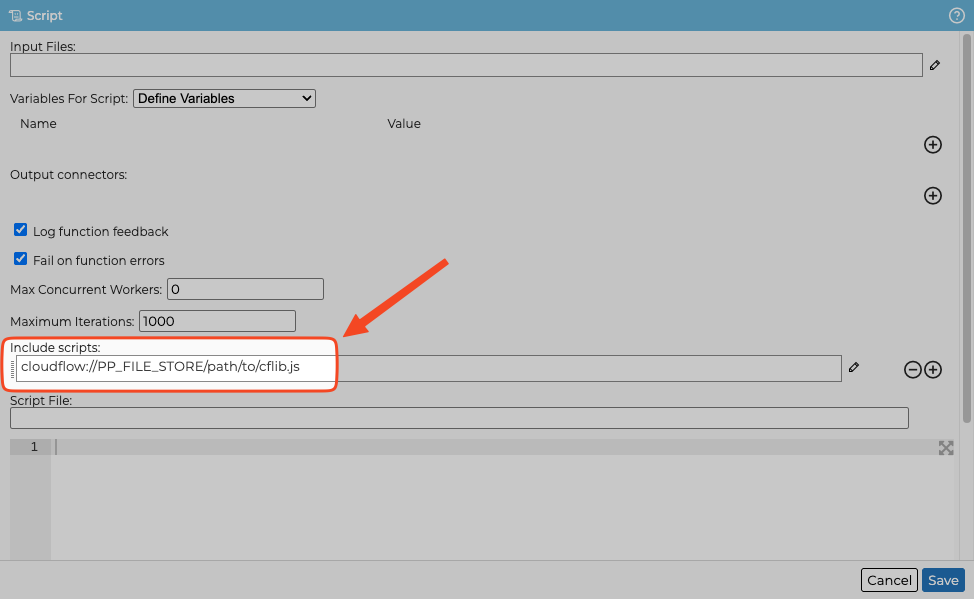 Script
Input Files:
Variables For Script: Define Variables
Name Value
Output connectors:
Log function feedback
Fail on function errors
Max Concurrent Workers: 0
Maximum Iterations: 1000
Include scripts:
cloudflow://PP_FILE_STORE/path/to/cflib.js
Script File:
1
Cancel Save